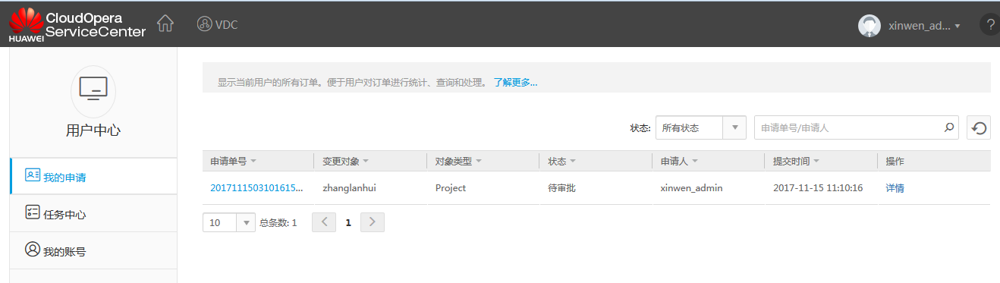 HUAWEI
CloudOpera
ServiceCenter
VDC
xinwen_ad...
?
用户中心
我的申请
任务中心
我的账号
显示当前用户的所有订单。便于用户对订单进行统计、查询和处理。 了解更多...
状态: 所有状态 申请单号/申请人
申请单号 变更对象 对象类型 状态 申请人 提交时间 操作
2017111503101615... zhanglanhui Project 待审批 xinwen_admin 2017-11-15 11:10:16 详情
10 总条数: 1 < 1 >